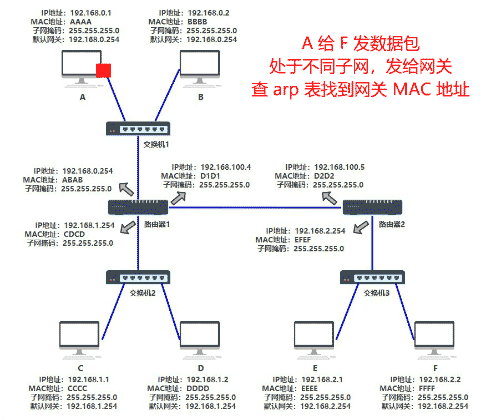 IP地址: 192.168.0.1
MAC地址: AAAA
子网掩码: 255.255.255.0
默认网关: 192.168.0.254
IP地址: 192.168.0.2
MAC地址: BBBB
子网掩码: 255.255.255.0
默认网关: 192.168.0.254
A 给 F 发数据包
处于不同子网，发给网关
查 arp 表找到网关 MAC 地址
A
B
交换机1
IP地址: 192.168.0.254
MAC地址: ABAB
子网掩码: 255.255.255.0
IP地址: 192.168.100.4
MAC地址: D1D1
子网掩码: 255.255.255.0
IP地址: 192.168.100.5
MAC地址: D2D2
子网掩码: 255.255.255.0
路由器1
路由器2
IP地址: 192.168.1.254
MAC地址: CDCD
子网掩码: 255.255.255.0
IP地址: 192.168.2.254
MAC地址: EFEF
子网掩码: 255.255.255.0
交换机2
交换机3
C
D
E
F
IP地址: 192.168.1.1
MAC地址: CCCC
子网掩码: 255.255.255.0
默认网关: 192.168.1.254
IP地址: 192.168.1.2
MAC地址: DDDD
子网掩码: 255.255.255.0
默认网关: 192.168.1.254
IP地址: 192.168.2.1
MAC地址: EEEE
子网掩码: 255.255.255.0
默认网关: 192.168.2.254
IP地址: 192.168.2.2
MAC地址: FFFF
子网掩码: 255.255.255.0
默认网关: 192.168.2.254